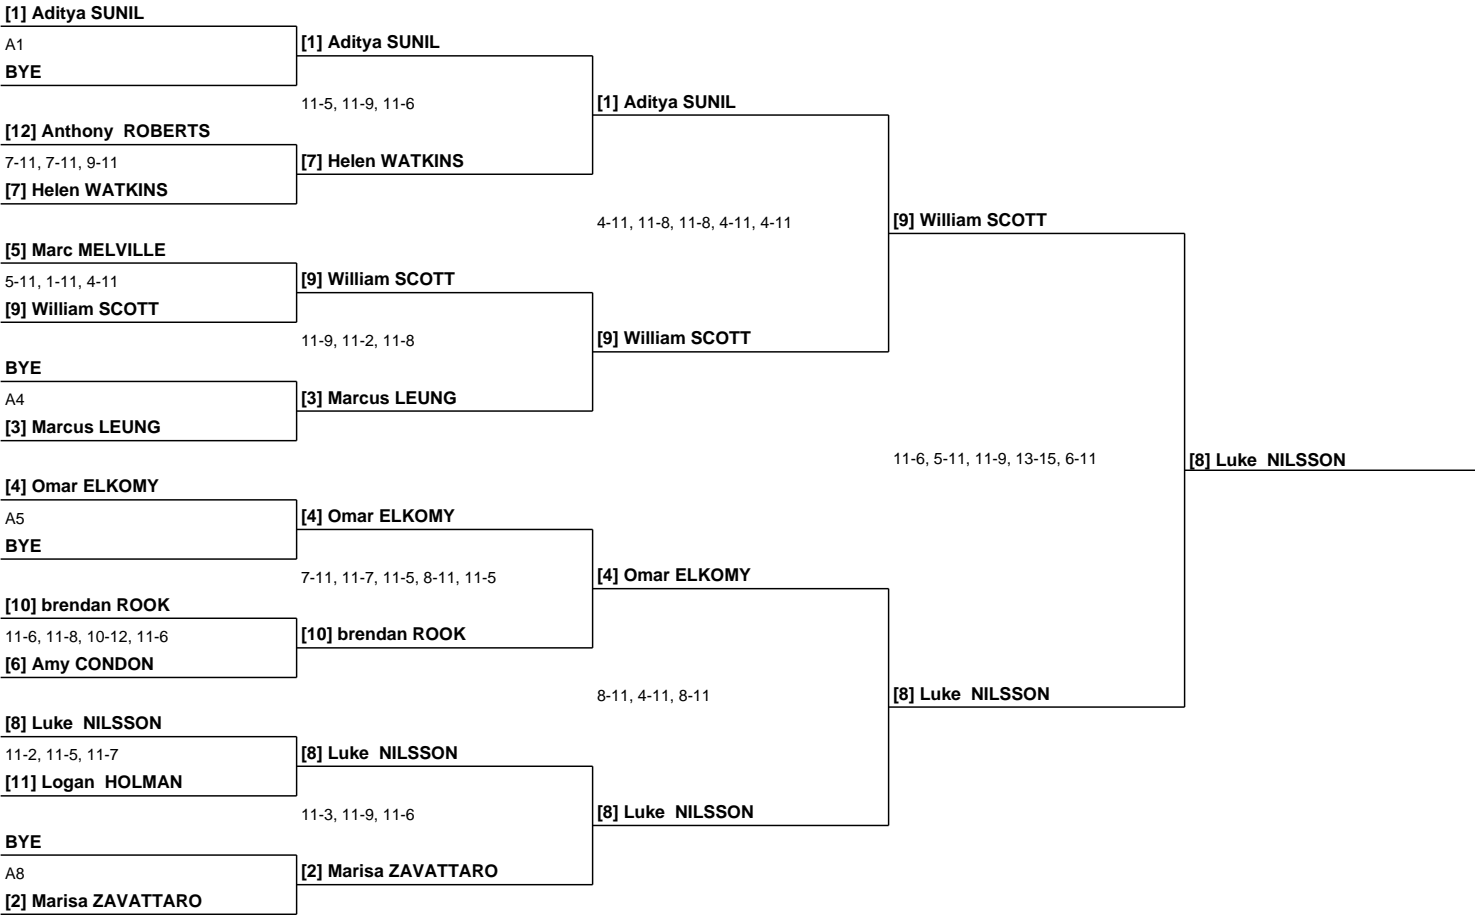 [1] Aditya SUNIL
A1
BYE
[12] Anthony  ROBERTS
7-11, 7-11, 9-11
[7] Helen WATKINS
[5] Marc MELVILLE
5-11, 1-11, 4-11
[9] William SCOTT
BYE
A4
[3] Marcus LEUNG
[4] Omar ELKOMY
A5
BYE
[10] brendan ROOK
11-6, 11-8, 10-12, 11-6
[6] Amy CONDON
[8] Luke  NILSSON
11-2, 11-5, 11-7
[11] Logan  HOLMAN
BYE
A8
[2] Marisa ZAVATTARO
[1] Aditya SUNIL
11-5, 11-9, 11-6
[7] Helen WATKINS
[9] William SCOTT
11-9, 11-2, 11-8
[3] Marcus LEUNG
[4] Omar ELKOMY
7-11, 11-7, 11-5, 8-11, 11-5
[10] brendan ROOK
[8] Luke  NILSSON
11-3, 11-9, 11-6
[2] Marisa ZAVATTARO
[1] Aditya SUNIL
4-11, 11-8, 11-8, 4-11, 4-11
[9] William SCOTT
[4] Omar ELKOMY
8-11, 4-11, 8-11
[8] Luke  NILSSON
[9] William SCOTT
11-6, 5-11, 11-9, 13-15, 6-11
[8] Luke  NILSSON
[8] Luke  NILSSON